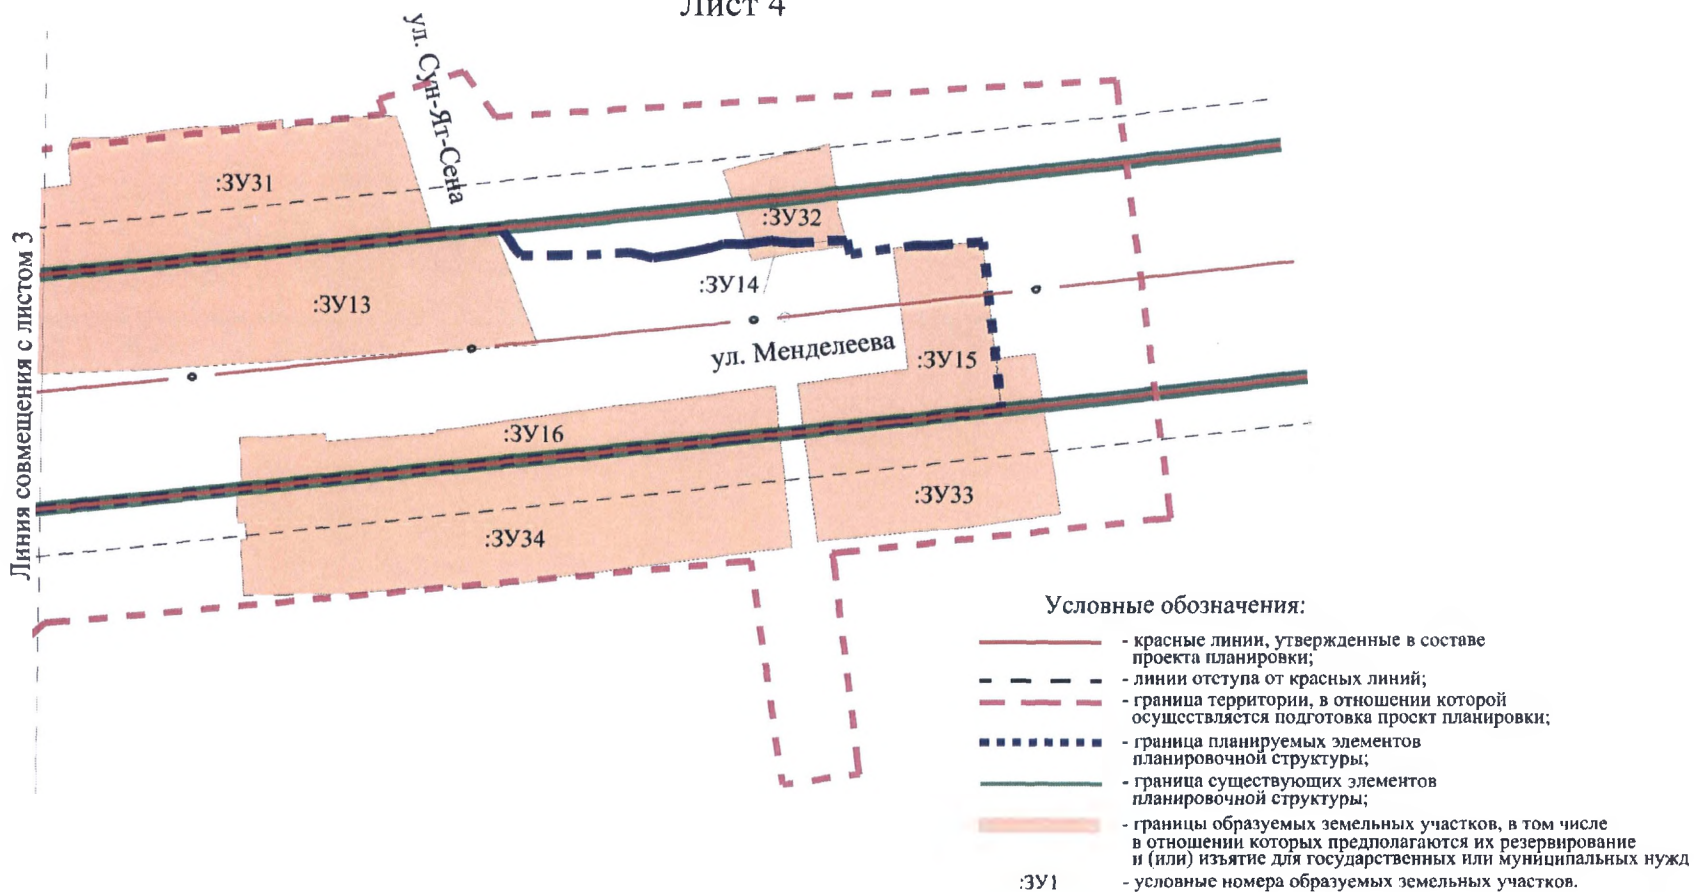 Лист 4
ул. Сун-Ят-Сена
:ЗУ31
:ЗУ32
:ЗУ14
:ЗУ13
ул. Менделеева
:ЗУ15
:ЗУ16
:ЗУ33
:ЗУ34
Линия совмещения с листом 3
Условные обозначения:
- красные линии, утвержденные в составе
проекта планировки;
- линии отступа от красных линий;
- граница территории, в отношении которой
осуществляется подготовка проект планировки;
- граница планируемых элементов
планировочной структуры;
- граница существующих элементов
планировочной структуры;
- границы образуемых земельных участков, в том числе
в отношении которых предполагаются их резервирование
и (или) изъятие для государственных или муниципальных нужд
:ЗУ1 - условные номера образуемых земельных участков.